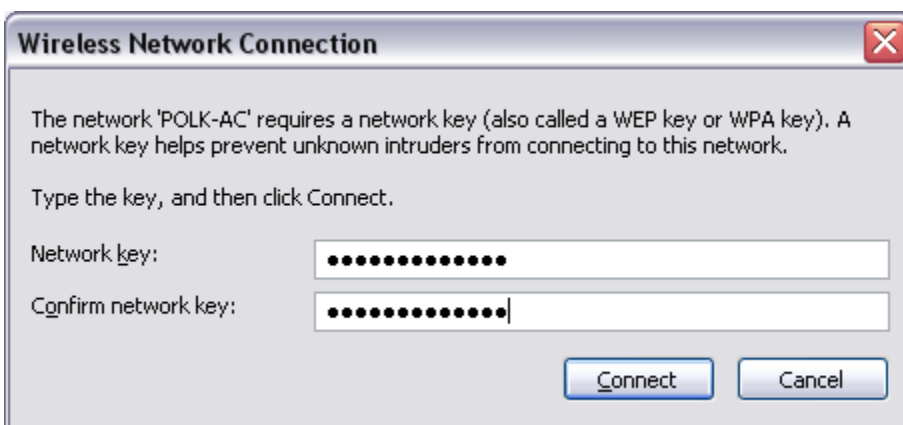 Wireless Network Connection
The network 'POLK-AC' requires a network key (also called a WEP key or WPA key). A
network key helps prevent unknown intruders from connecting to this network.
Type the key, and then click Connect.
Network key: •••••••••••••
Confirm network key: •••••••••••••
Connect Cancel